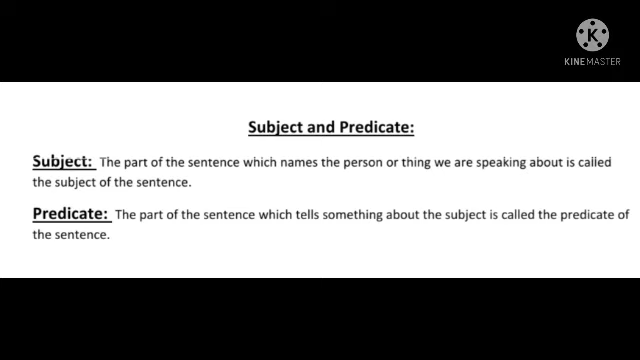 K
KINEMASTER
Subject and Predicate:
Subject: The part of the sentence which names the person or thing we are speaking about is called
the subject of the sentence.
Predicate: The part of the sentence which tells something about the subject is called the predicate of
the sentence.